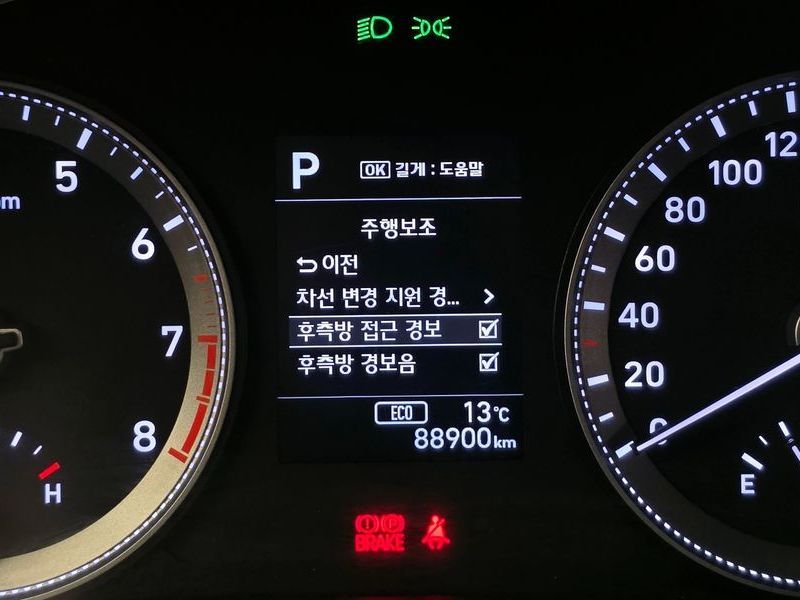 P
OK 길게 : 도움말
주행보조
이전
차선 변경 지원 경...
후측방 접근 경보
후측방 경보음
ECO 13°C
88900km
5
6
7
8
H
100
80
60
40
20
0
E
P
BRAKE